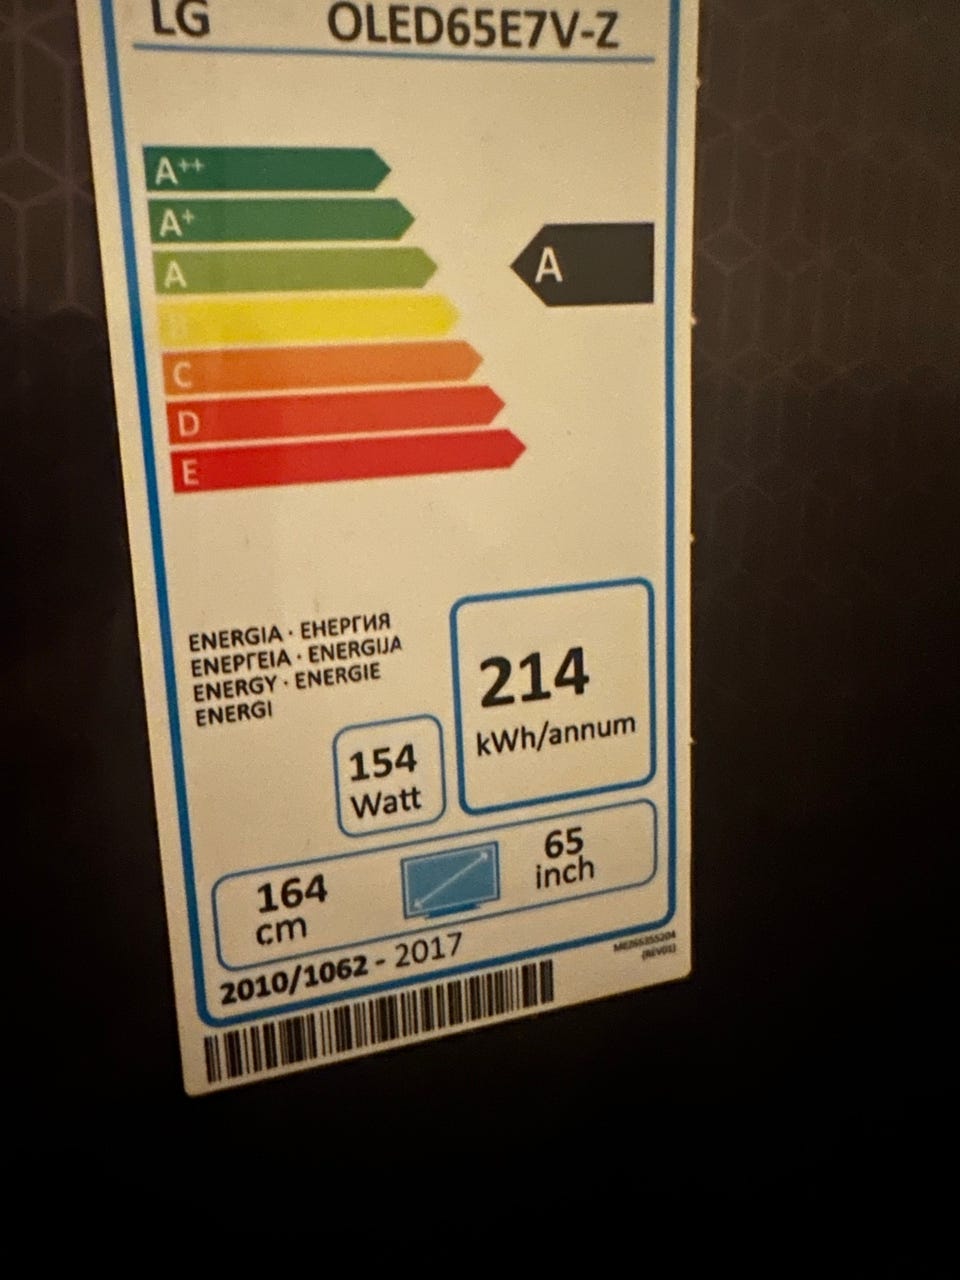 LG OLED65E7V-Z
A++
A+
A
A
B
C
D
E
ENERGIA · ЕНЕРГИЯ
ΕΝΕΡΓΕΙΑ · ENERGIJA
ENERGY · ENERGIE
ENERGI
214
kWh/annum
154
Watt
164
cm
65
inch
2010/1062 - 2017
(REV01)